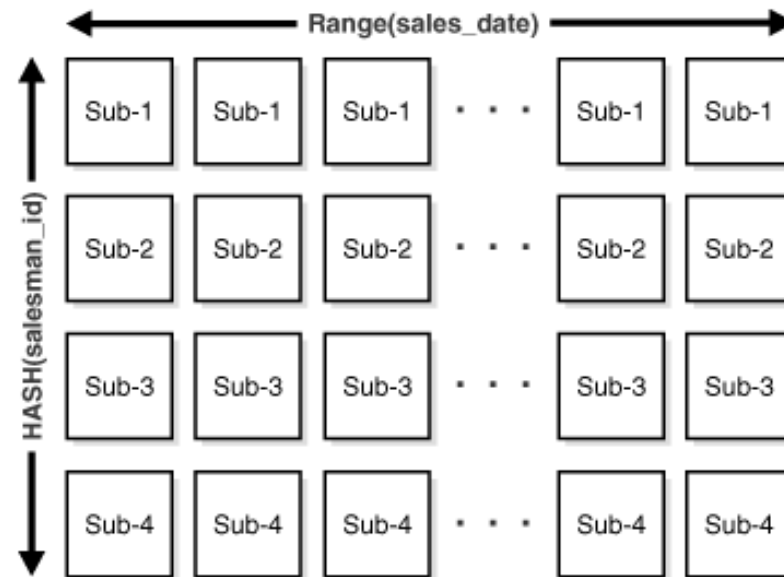 Range(sales_date)
HASH(salesman_id)
Sub-1 Sub-1 Sub-1 . . . Sub-1 Sub-1
Sub-2 Sub-2 Sub-2 . . . Sub-2 Sub-2
Sub-3 Sub-3 Sub-3 . . . Sub-3 Sub-3
Sub-4 Sub-4 Sub-4 . . . Sub-4 Sub-4